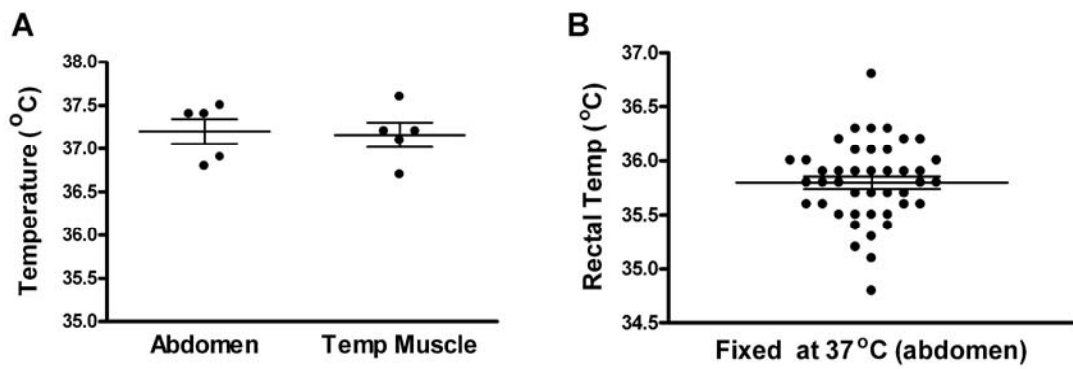 A
Temperature (°C)
38.0
37.5
37.0
36.5
36.0
35.5
35.0
Abdomen Temp Muscle
B
Rectal Temp (°C)
37.0
36.5
36.0
35.5
35.0
34.5
Fixed at 37°C (abdomen)